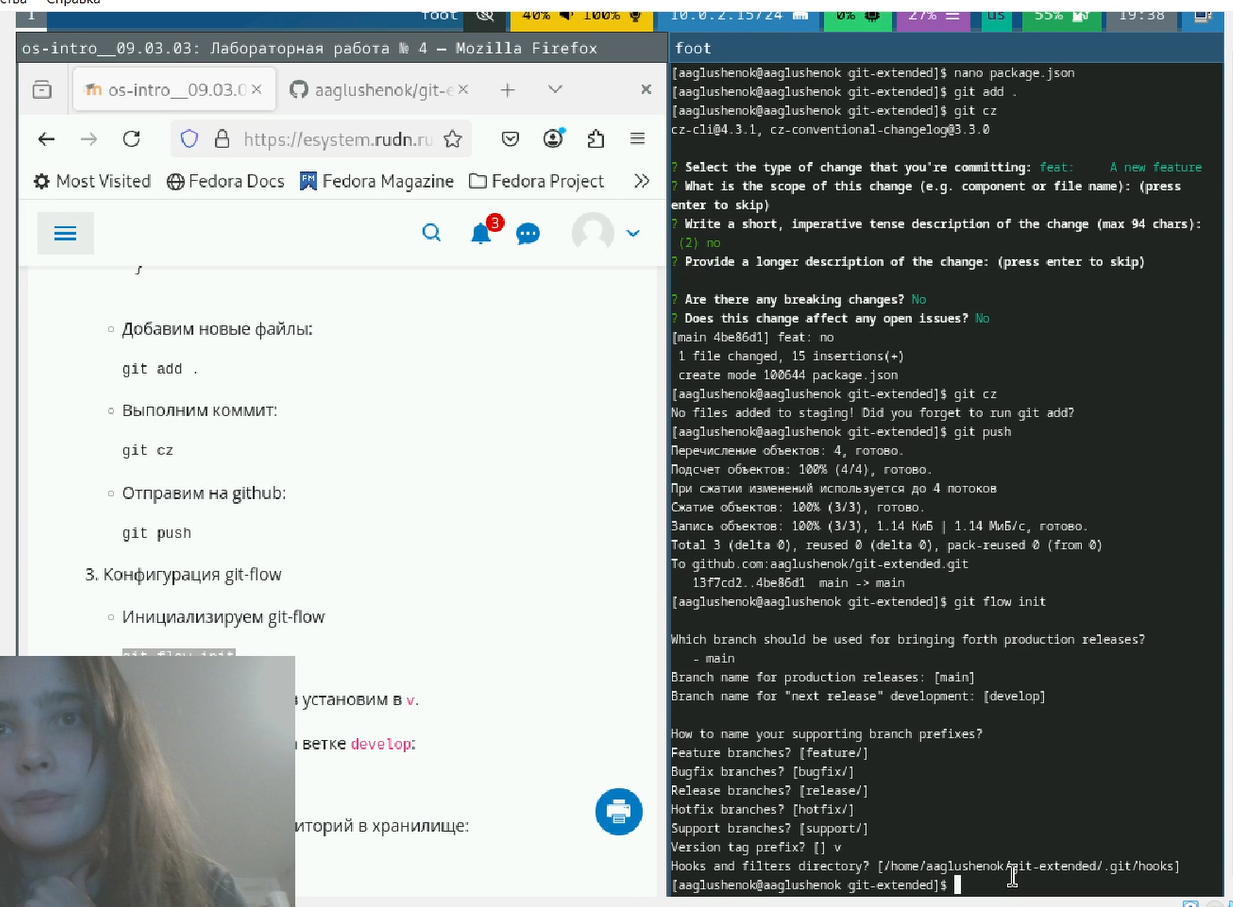 Справка
1
foot
40%
100%
10.0.2.15/24
0%
27%
us
55%
19:38
os-intro__09.03.03: Лабораторная работа № 4 — Mozilla Firefox
os-intro__09.03.0
aaglushenok/git-e
https://esystem.rudn.ru
Most Visited
Fedora Docs
Fedora Magazine
Fedora Project
3
}
Добавим новые файлы:
git add .
Выполним коммит:
git cz
Отправим на github:
git push
3. Конфигурация git-flow
Инициализируем git-flow
git flow init
установим в v.
ветке develop:
иторий в хранилище:
foot
[aaglushenok@aaglushenok git-extended]$ nano package.json
[aaglushenok@aaglushenok git-extended]$ git add .
[aaglushenok@aaglushenok git-extended]$ git cz
cz-cli@4.3.1, cz-conventional-changelog@3.3.0
? Select the type of change that you're committing: feat:     A new feature
? What is the scope of this change (e.g. component or file name): (press
enter to skip)
? Write a short, imperative tense description of the change (max 94 chars):
(2) no
? Provide a longer description of the change: (press enter to skip)
? Are there any breaking changes? No
? Does this change affect any open issues? No
[main 4be86d1] feat: no
1 file changed, 15 insertions(+)
create mode 100644 package.json
[aaglushenok@aaglushenok git-extended]$ git cz
No files added to staging! Did you forget to run git add?
[aaglushenok@aaglushenok git-extended]$ git push
Перечисление объектов: 4, готово.
Подсчет объектов: 100% (4/4), готово.
При сжатии изменений используется до 4 потоков
Сжатие объектов: 100% (3/3), готово.
Запись объектов: 100% (3/3), 1.14 КиБ | 1.14 МиБ/с, готово.
Total 3 (delta 0), reused 0 (delta 0), pack-reused 0 (from 0)
To github.com:aaglushenok/git-extended.git
13f7cd2..4be86d1  main -> main
[aaglushenok@aaglushenok git-extended]$ git flow init
Which branch should be used for bringing forth production releases?
- main
Branch name for production releases: [main]
Branch name for "next release" development: [develop]
How to name your supporting branch prefixes?
Feature branches? [feature/]
Bugfix branches? [bugfix/]
Release branches? [release/]
Hotfix branches? [hotfix/]
Support branches? [support/]
Version tag prefix? [] v
Hooks and filters directory? [/home/aaglushenok/git-extended/.git/hooks]
[aaglushenok@aaglushenok git-extended]$